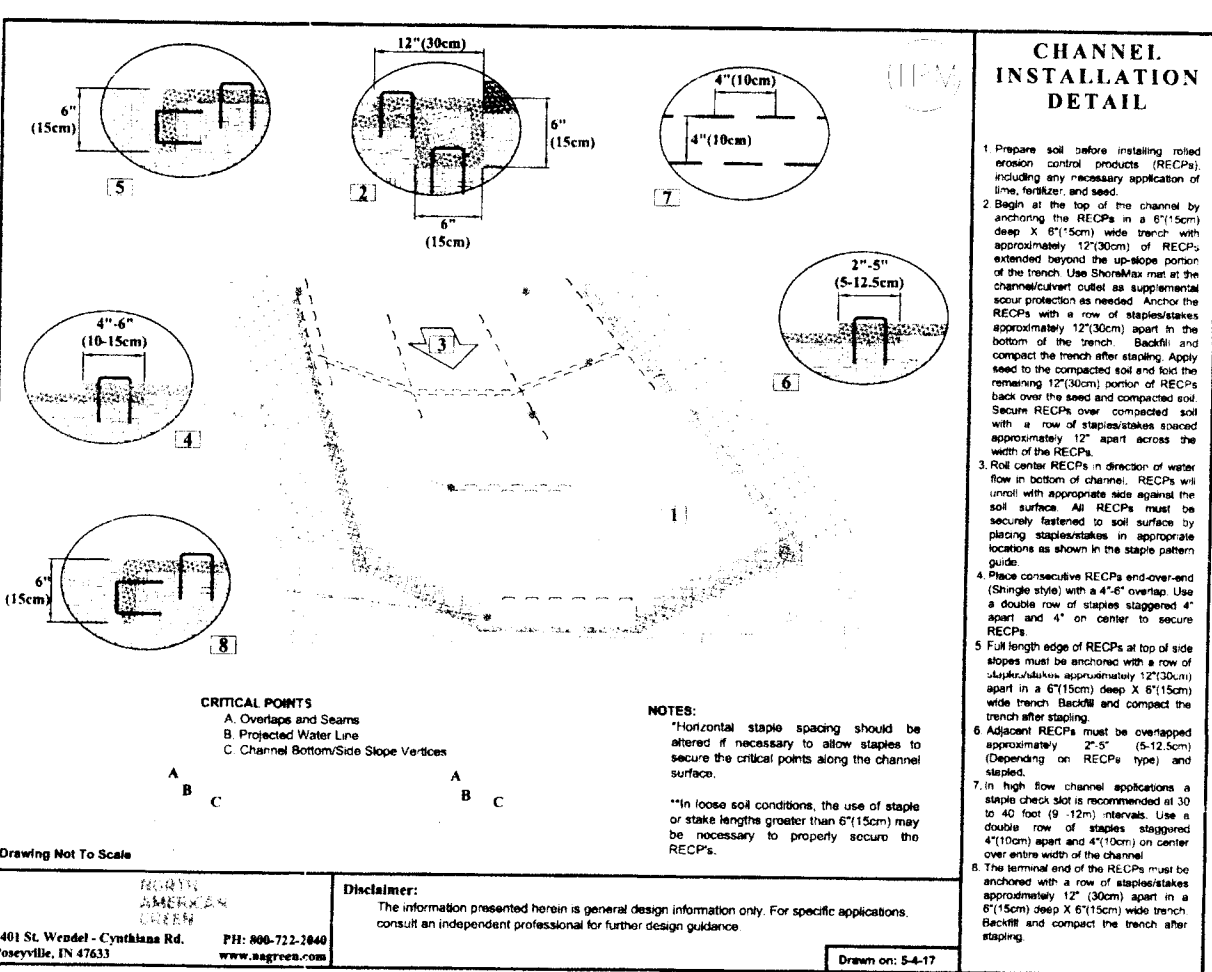 12"(30cm)
6"
(15cm)
5
2
6"
(15cm)
6"
(15cm)
4"(10cm)
4"(10cm)
7
4"-6"
(10-15cm)
4
3
2"-5"
(5-12.5cm)
6
1
6"
(15cm)
8
CRITICAL POINTS
A. Overlaps and Seams
B. Projected Water Line
C. Channel Bottom/Side Slope Vertices
A
B
C
A
B
C
NOTES:
*Horizontal staple spacing should be
altered if necessary to allow staples to
secure the critical points along the channel
surface.
**In loose soil conditions, the use of staple
or stake lengths greater than 6"(15cm) may
be necessary to properly secure the
RECP's.
Drawing Not To Scale
CHANNEL
INSTALLATION
DETAIL
1. Prepare soil before installing rolled
erosion control products (RECPs),
including any necessary application of
lime, fertilizer, and seed.
2. Begin at the top of the channel by
anchoring the RECPs in a 6"(15cm)
deep X 6"(15cm) wide trench with
approximately 12"(30cm) of RECPs
extended beyond the up-slope portion
of the trench. Use ShoreMax mat at the
channel/culvert outlet as supplemental
scour protection as needed. Anchor the
RECPs with a row of staples/stakes
approximately 12"(30cm) apart in the
bottom of the trench. Backfill and
compact the trench after stapling. Apply
seed to the compacted soil and fold the
remaining 12"(30cm) portion of RECPs
back over the seed and compacted soil.
Secure RECPs over compacted soil
with a row of staples/stakes spaced
approximately 12" apart across the
width of the RECPs.
3. Roll center RECPs in direction of water
flow in bottom of channel. RECPs will
unroll with appropriate side against the
soil surface. All RECPs must be
securely fastened to soil surface by
placing staples/stakes in appropriate
locations as shown in the staple pattern
guide.
4. Place consecutive RECPs end-over-end
(Shingle style) with a 4"-6" overlap. Use
a double row of staples staggered 4"
apart and 4" on center to secure
RECPs.
5 Full length edge of RECPs at top of side
slopes must be anchored with a row of
staples/stakes approximately 12"(30cm)
apart in a 6"(15cm) deep X 6"(15cm)
wide trench. Backfill and compact the
trench after stapling.
6. Adjacent RECPs must be overlapped
approximately 2"-5" (5-12.5cm)
(Depending on RECPs type) and
stapled.
7. In high flow channel applications a
staple check slot is recommended at 30
to 40 foot (9 -12m) intervals. Use a
double row of staples staggered
4"(10cm) apart and 4"(10cm) on center
over entire width of the channel
8. The terminal end of the RECPs must be
anchored with a row of staples/stakes
approximately 12" (30cm) apart in a
6"(15cm) deep X 6"(15cm) wide trench.
Backfill and compact the trench after
stapling.
NORTH
AMERICAN
GREEN
401 St. Wendel - Cynthiana Rd.
PH: 800-722-2040
Poseyville, IN 47633
www.nagreen.com
Disclaimer:
The information presented herein is general design information only. For specific applications,
consult an independent professional for further design guidance.
Drawn on: 5-4-17